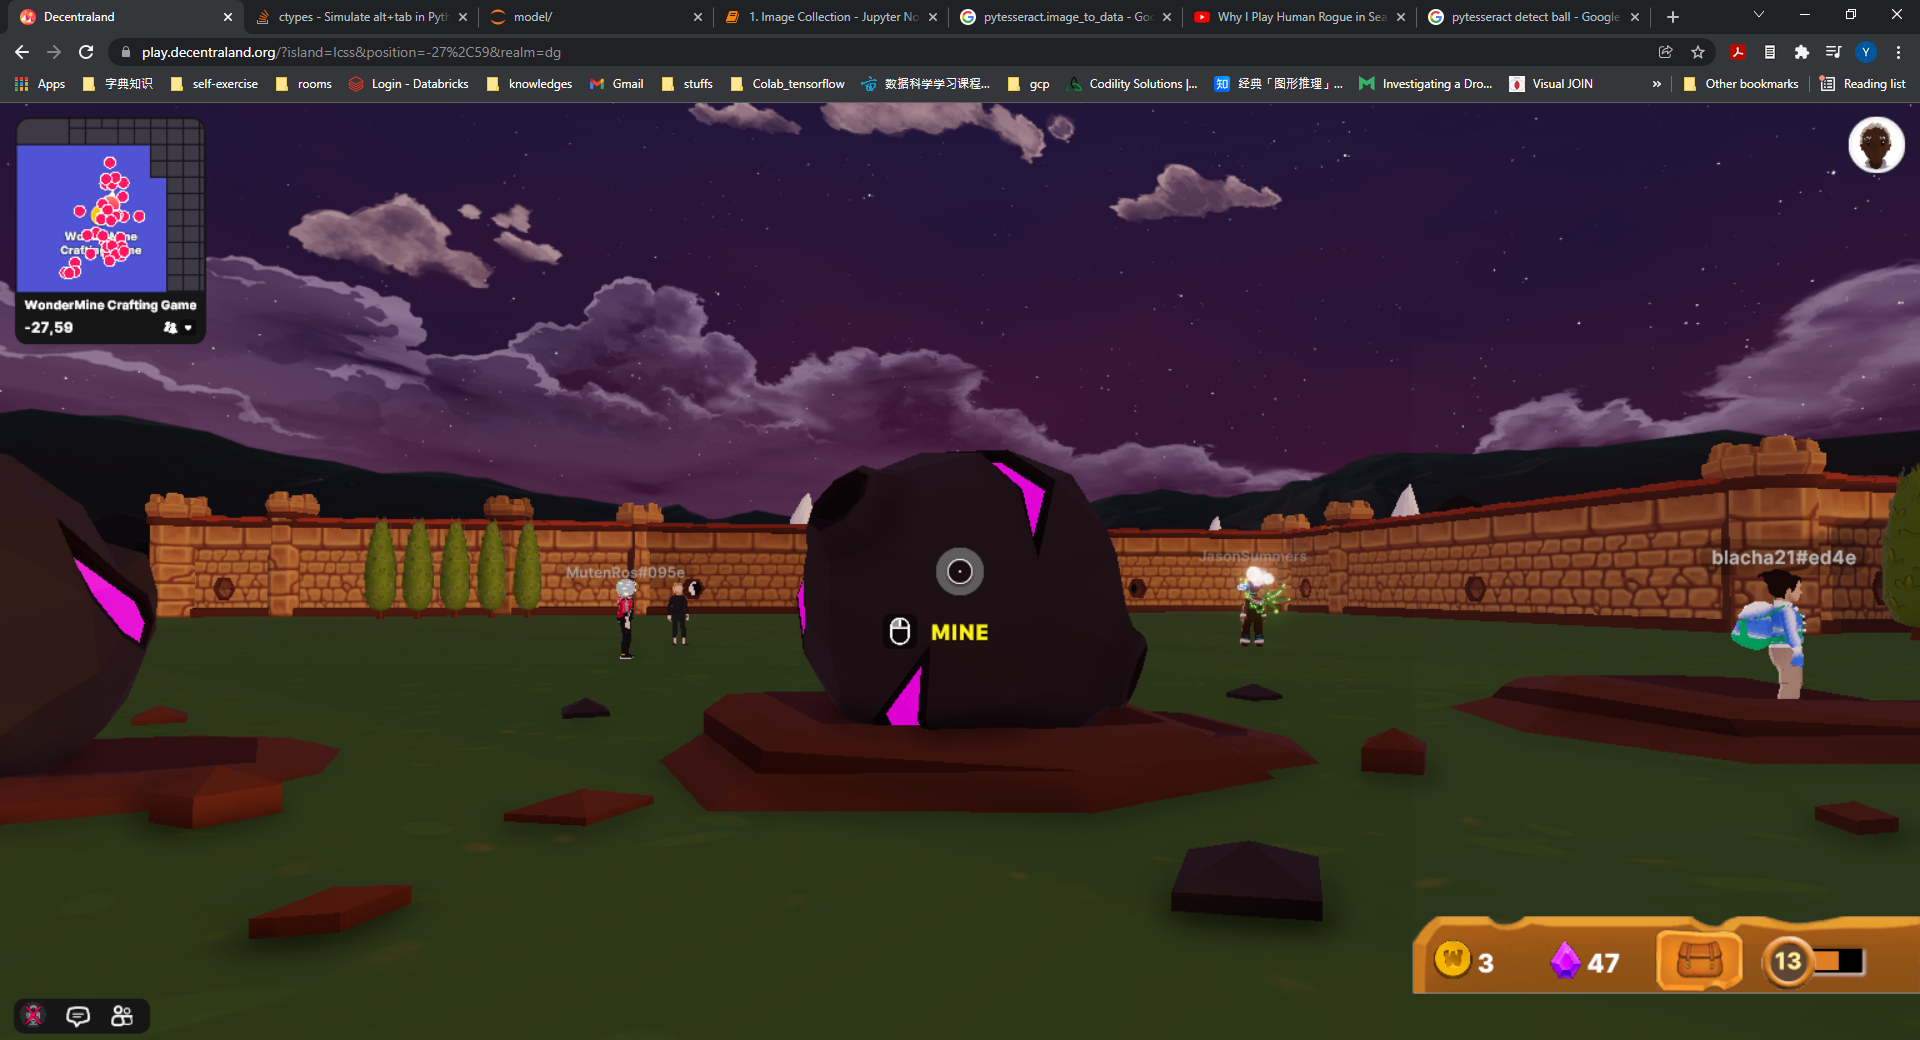 Decentraland
ctypes - Simulate alt+tab in Pyth
model/
1. Image Collection - Jupyter No
pytesseract.image_to_data - Goo
Why I Play Human Rogue in Sea
pytesseract detect ball - Google
play.decentraland.org/?island=Icss&position=-27%2C59&realm=dg
Y
Apps
字典知识
self-exercise
rooms
Login - Databricks
knowledges
Gmail
stuffs
Colab_tensorflow
数据科学学习课程...
gcp
Codility Solutions |...
知 经典「图形推理」...
Investigating a Dro...
Visual JOIN
»
Other bookmarks
Reading list
WonderMine Crafting Game
-27,59
MutenRos#095e
JasonSummers
blacha21#ed4e
MINE
W 3
47
13